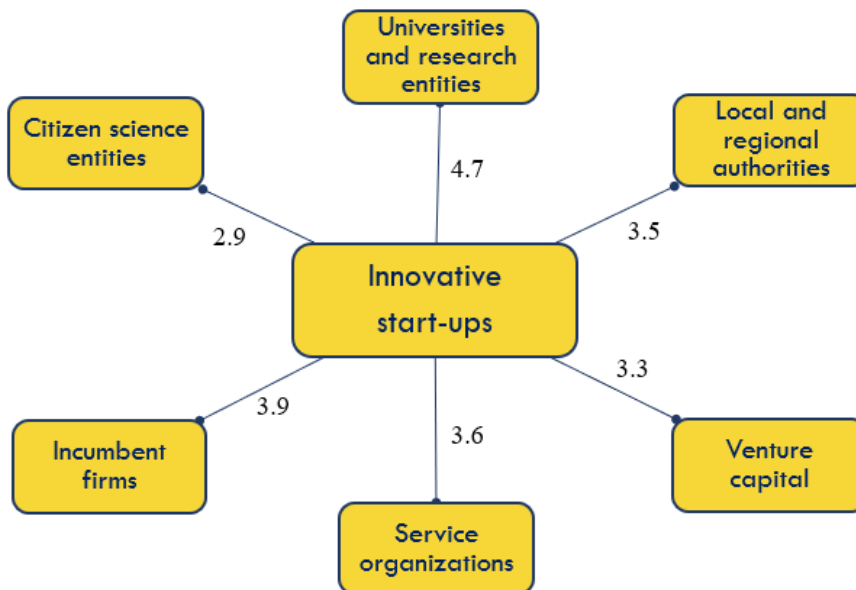 Universities
and research
entities
Citizen science
entities
Local and
regional
authorities
4.7
2.9
3.5
Innovative
start-ups
3.9
3.6
3.3
Incumbent
firms
Service
organizations
Venture
capital